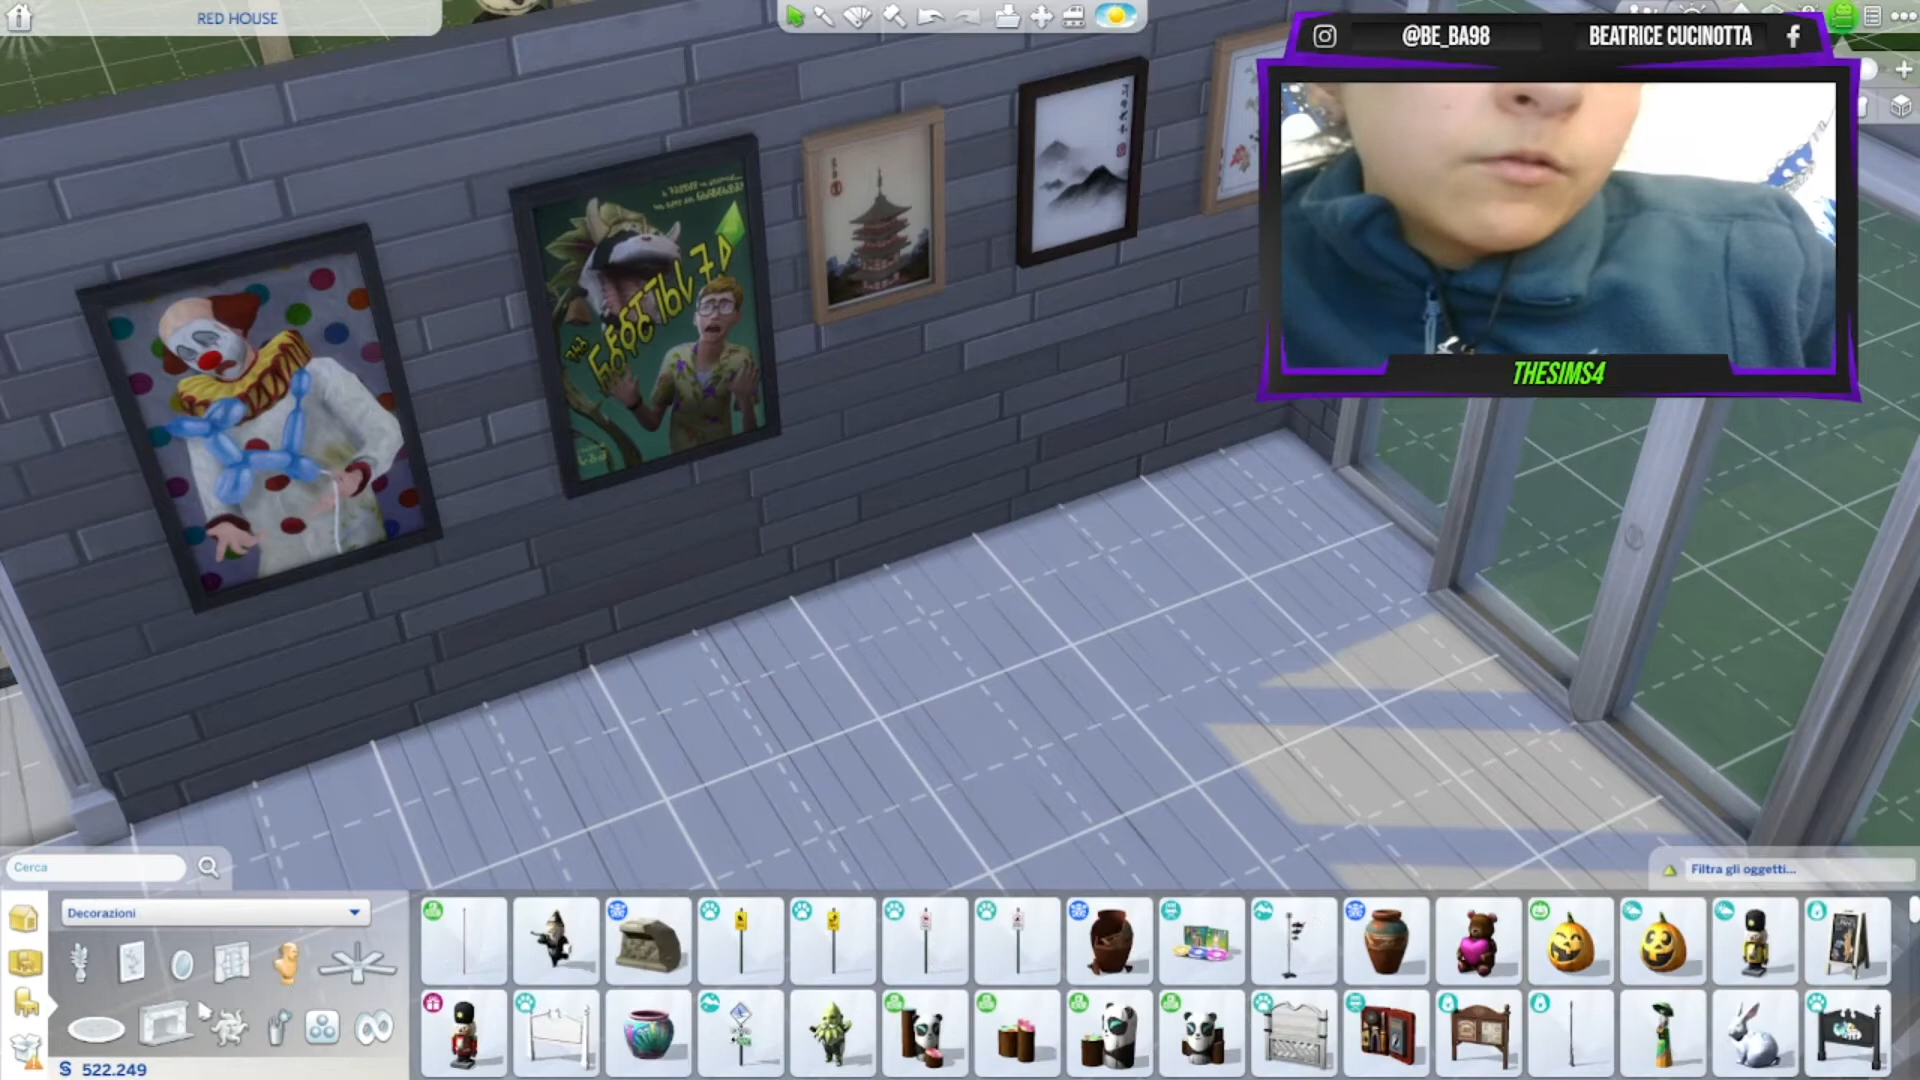 RED HOUSE
@BE_BA98
BEATRICE CUCINOTTA
THESIMS4
Cerca
Filtra gli oggetti...
Decorazioni
§ 522.249